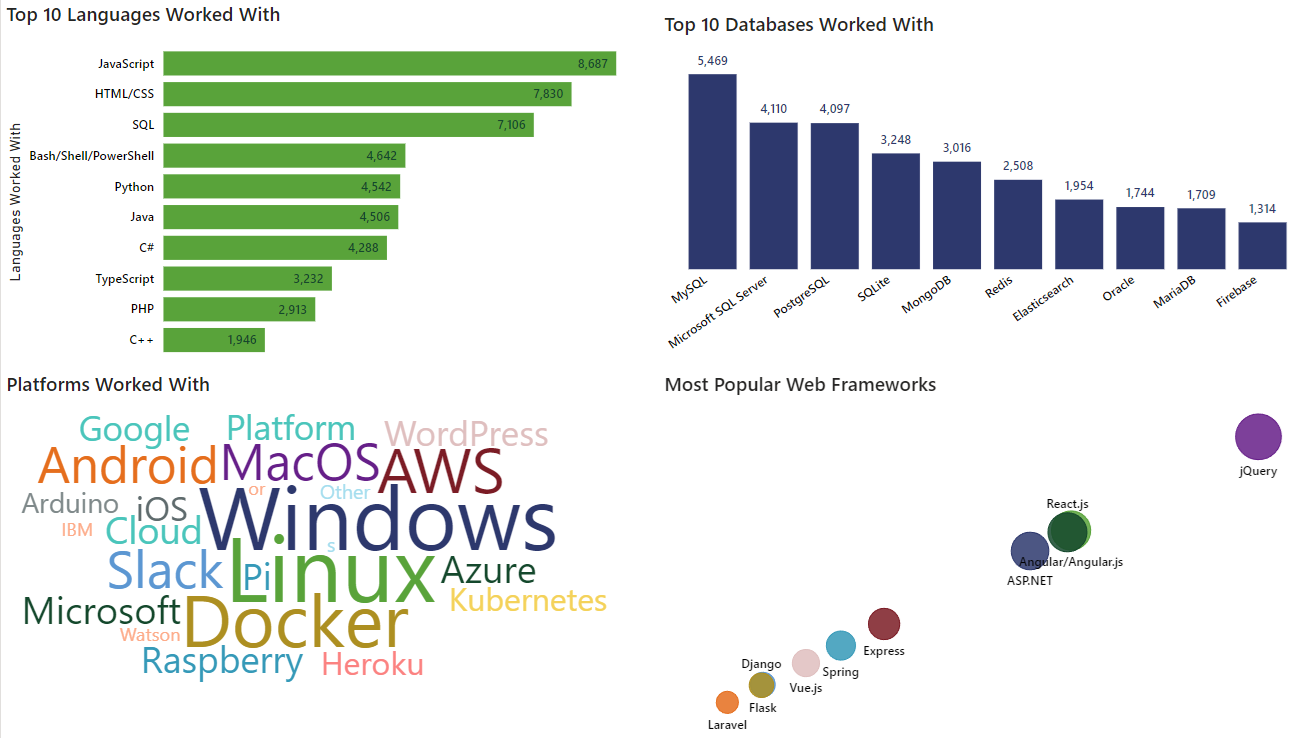 Top 10 Languages Worked With
Languages Worked With
JavaScript 8,687
HTML/CSS 7,830
SQL 7,106
Bash/Shell/PowerShell 4,642
Python 4,542
Java 4,506
C# 4,288
TypeScript 3,232
PHP 2,913
C++ 1,946
Top 10 Databases Worked With
5,469 4,110 4,097 3,248 3,016 2,508 1,954 1,744 1,709 1,314
MySQL Microsoft SQL Server PostgreSQL SQLite MongoDB Redis Elasticsearch Oracle MariaDB Firebase
Platforms Worked With
Google Platform WordPress
Android MacOS AWS
Arduino iOS or Other
IBM Cloud Windows
s
Slack Pi Linux Azure
Microsoft Docker Kubernetes
Watson
Raspberry Heroku
Most Popular Web Frameworks
jQuery
React.js
Angular/Angular.js
ASP.NET
Express
Spring
Django
Vue.js
Flask
Laravel